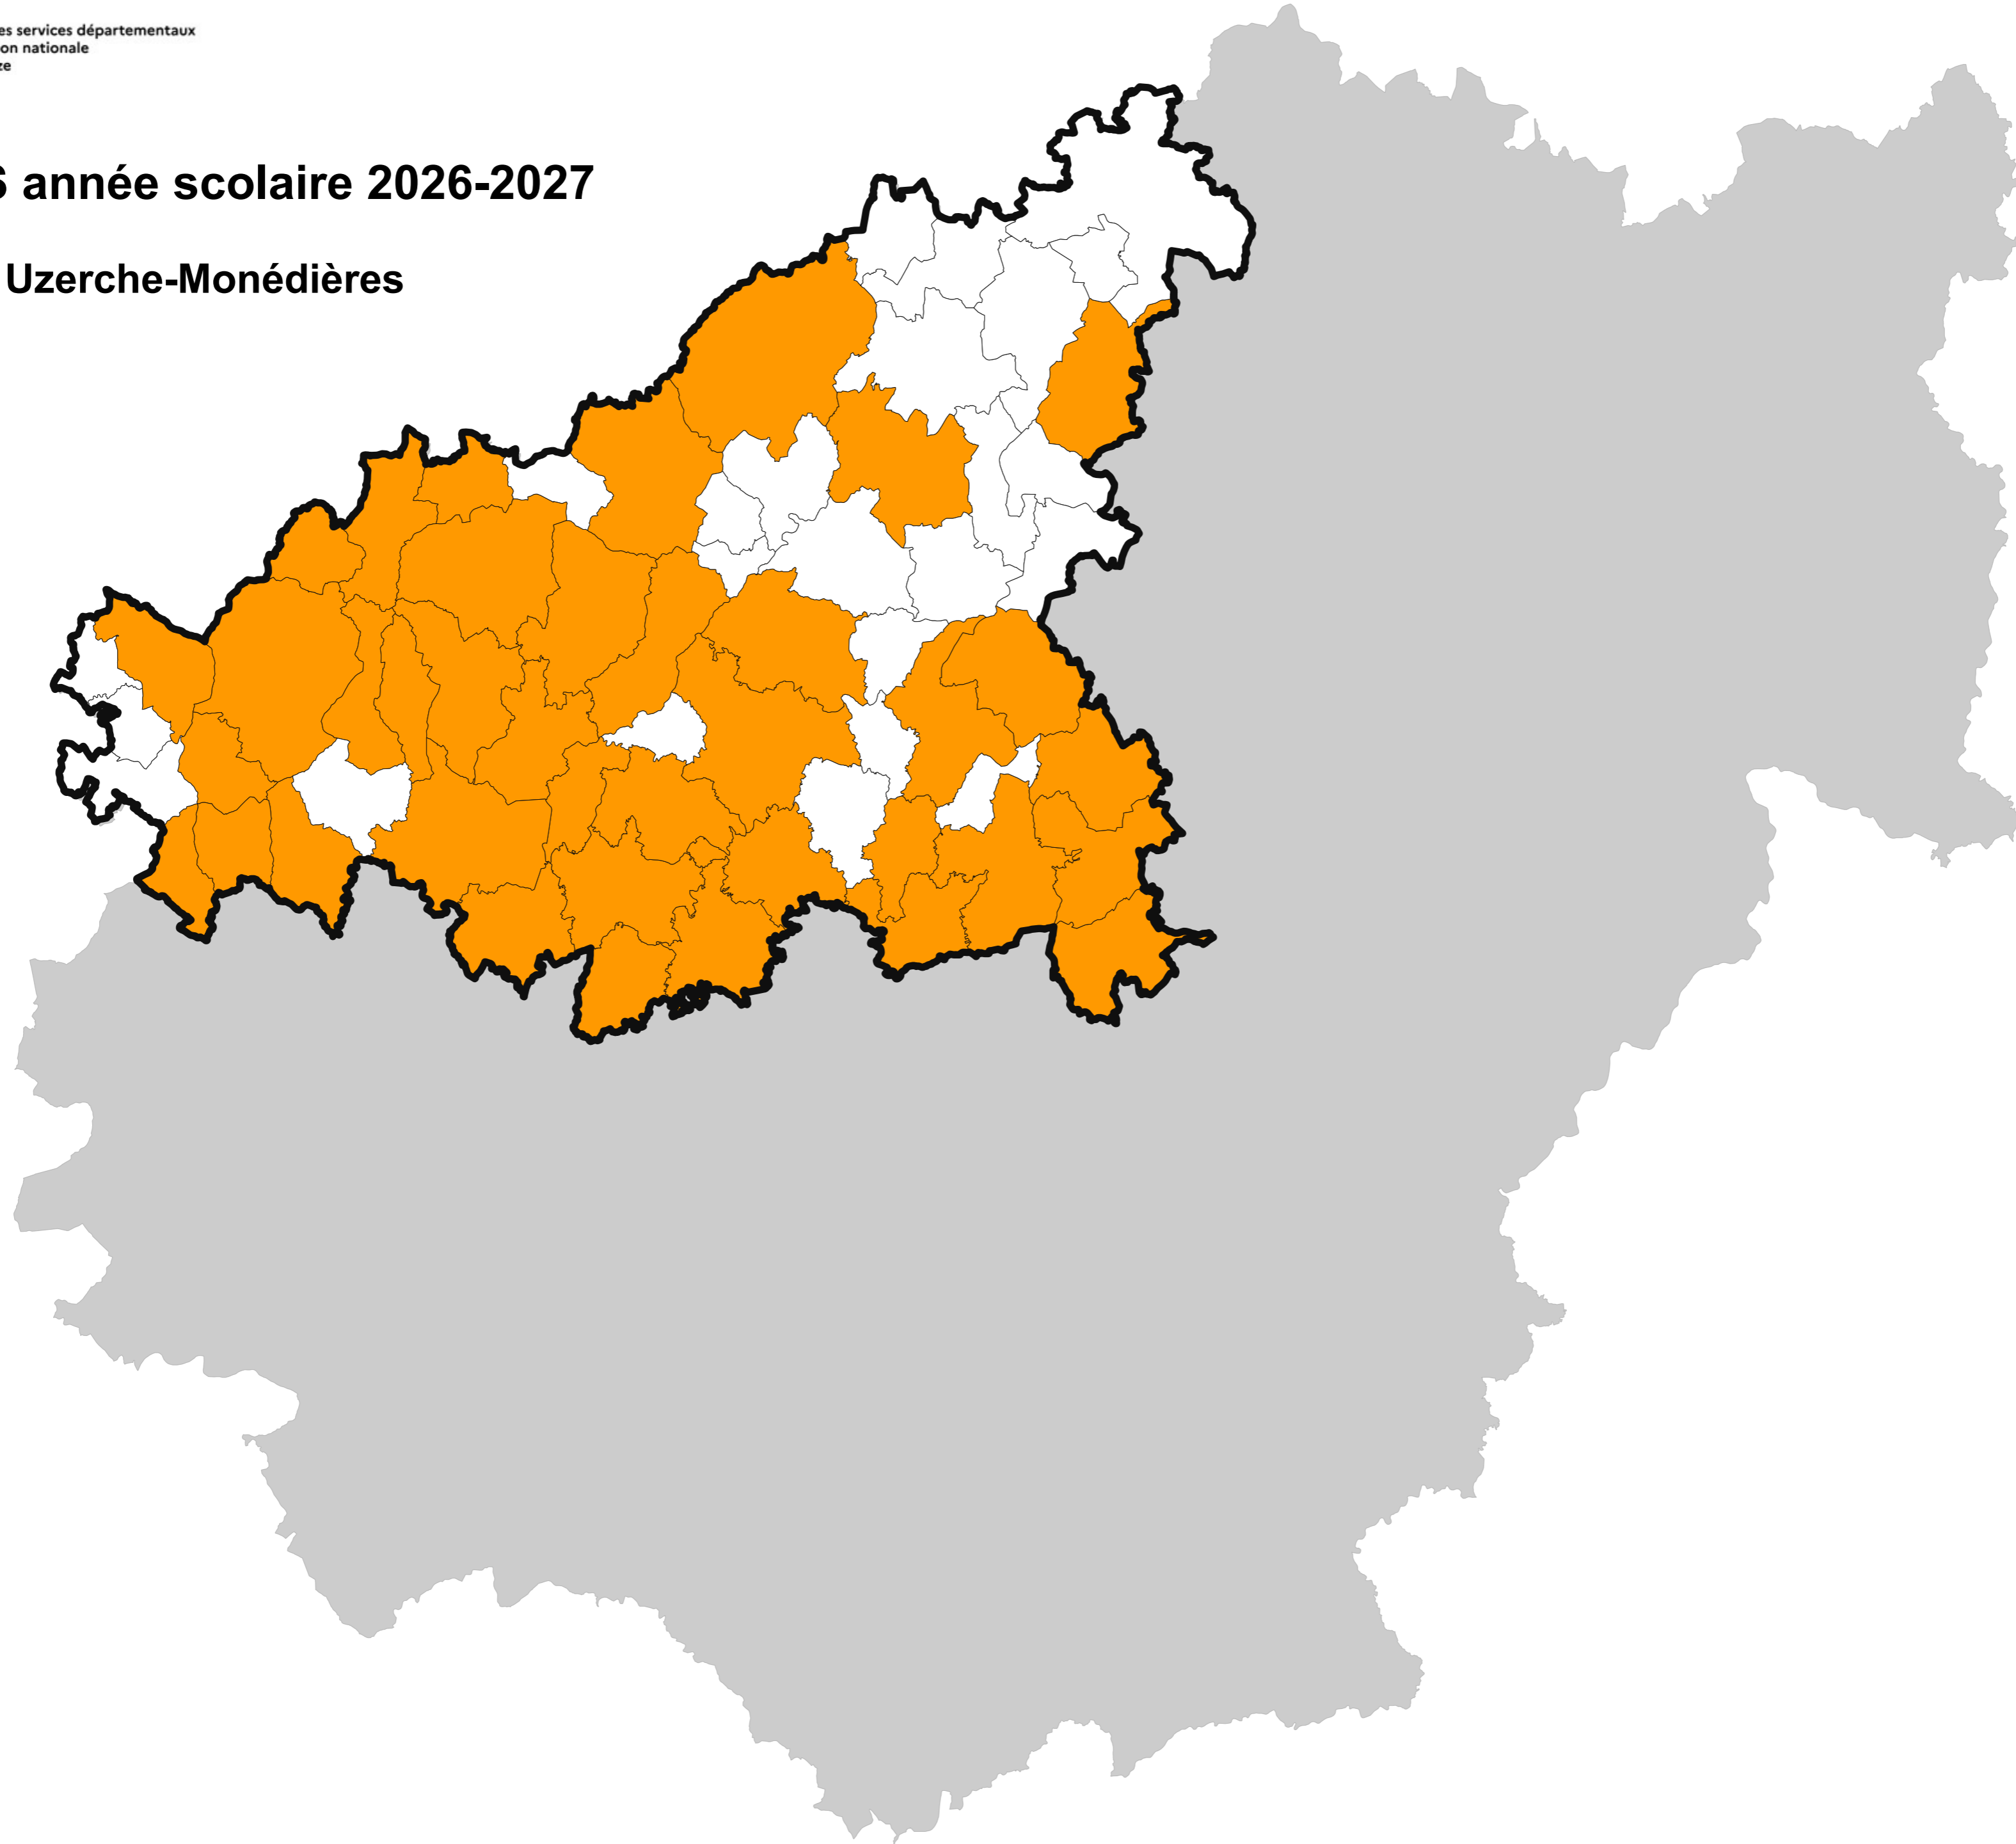 es services départementaux
on nationale
ze
année scolaire 2026-2027
Uzerche-Monédières